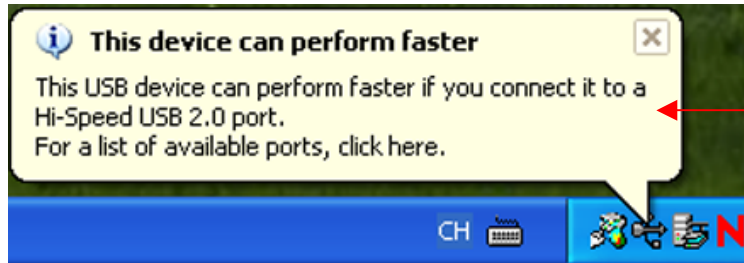 This device can perform faster
This USB device can perform faster if you connect it to a
Hi-Speed USB 2.0 port.
For a list of available ports, click here.
CH
N